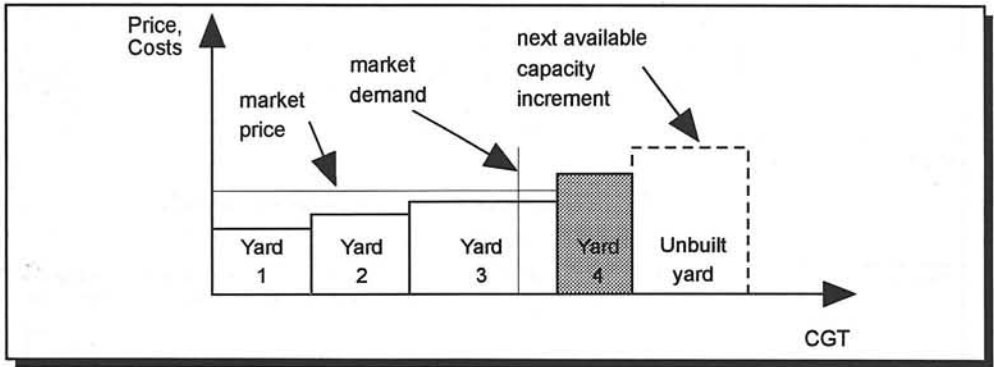 Price,
Costs
market
price
market
demand
next available
capacity
increment
Yard
1
Yard
2
Yard
3
Yard
4
Unbuilt
yard
CGT